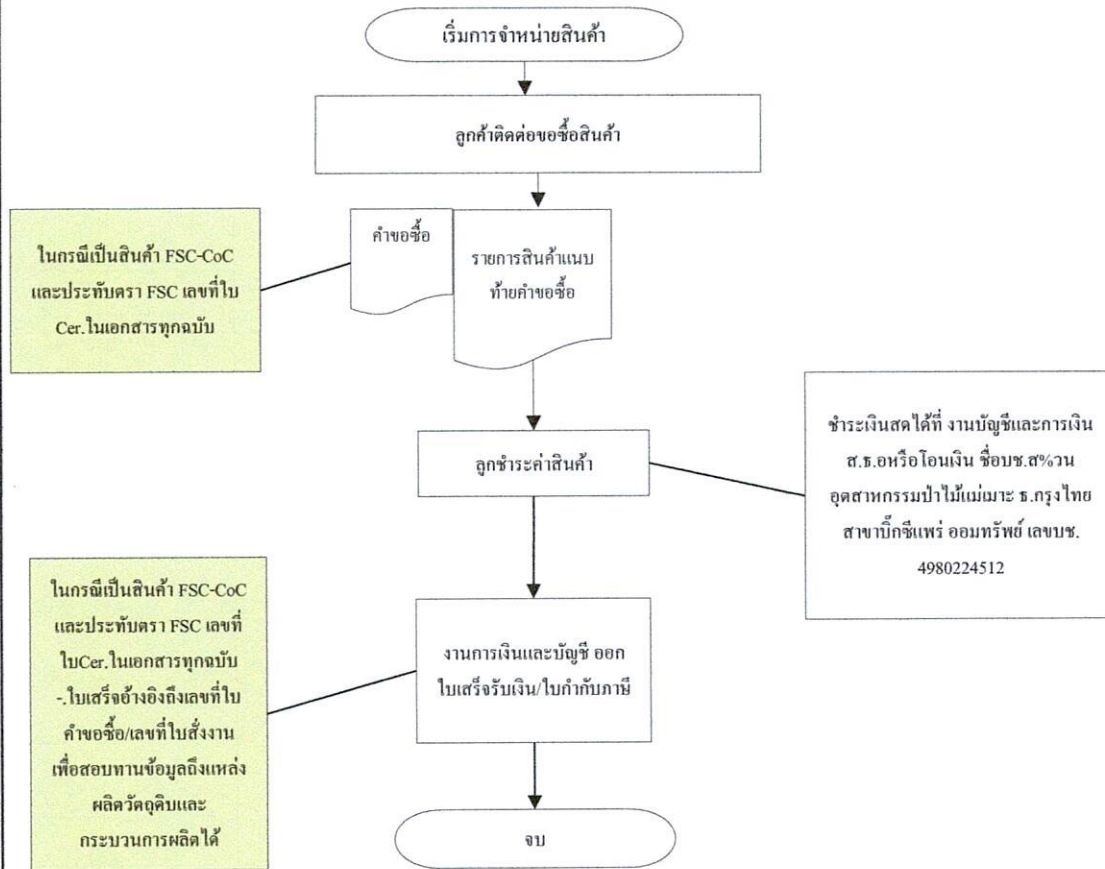 เริ่มการจำหน่ายสินค้า
ลูกค้าติดต่อขอซื้อสินค้า
ในกรณีเป็นสินค้า FSC-CoC
และประทับตรา FSC เลขที่ใบ
Cer.ในเอกสารทุกฉบับ
คำขอซื้อ
รายการสินค้าแนบ
ท้ายคำขอซื้อ
ลูกชำระค่าสินค้า
ชำระเงินสดได้ที่ งานบัญชีและการเงิน
ส.ธ.อหรือโอนเงิน ชื่อบช.ส%วน
อุตสาหกรรมป่าไม้แม่เมาะ ธ.กรุงไทย
สาขาบิ๊กซีแพร่ ออมทรัพย์ เลขบช.
4980224512
ในกรณีเป็นสินค้า FSC-CoC
และประทับตรา FSC เลขที่
ใบCer.ในเอกสารทุกฉบับ
-.ใบเสร็จอ้างอิงถึงเลขที่ใบ
คำขอซื้อ/เลขที่ใบสั่งงาน
เพื่อสอบทานข้อมูลถึงแหล่ง
ผลิตวัตถุดิบและ
กระบวนการผลิตได้
งานการเงินและบัญชี ออก
ใบเสร็จรับเงิน/ใบกำกับภาษี
จบ